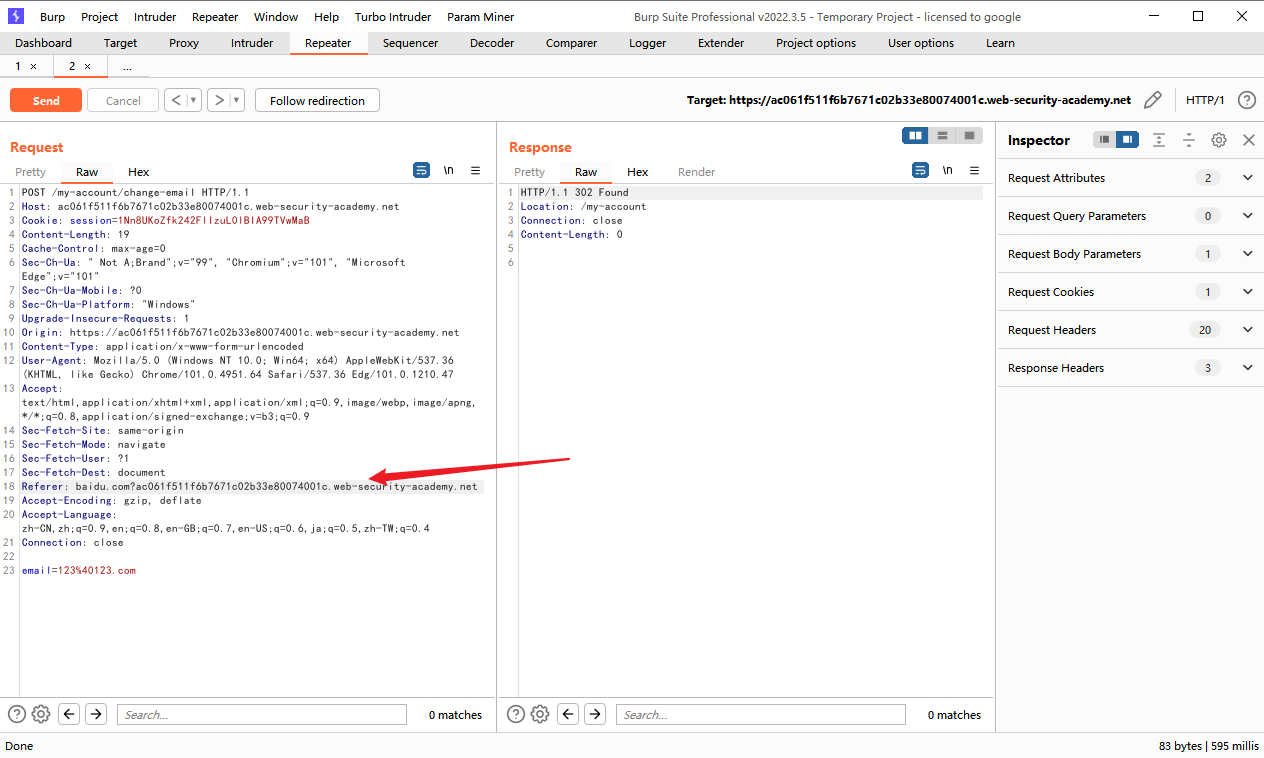 Burp Project Intruder Repeater Window Help Turbo Intruder Param Miner Burp Suite Professional v2022.3.5 - Temporary Project - licensed to google
Dashboard Target Proxy Intruder Repeater Sequencer Decoder Comparer Logger Extender Project options User options Learn
1 × 2 × ...
Send Cancel < > Follow redirection Target: https://ac061f511f6b7671c02b33e80074001c.web-security-academy.net HTTP/1 ?
Request
Pretty Raw Hex \n
1 POST /my-account/change-email HTTP/1.1
2 Host: ac061f511f6b7671c02b33e80074001c.web-security-academy.net
3 Cookie: session=
4 Content-Length: 19
5 Cache-Control: max-age=0
6 Sec-Ch-Ua: " Not A;Brand";v="99", "Chromium";v="101", "Microsoft
Edge";v="101"
7 Sec-Ch-Ua-Mobile: ?0
8 Sec-Ch-Ua-Platform: "Windows"
9 Upgrade-Insecure-Requests: 1
10 Origin: https://ac061f511f6b7671c02b33e80074001c.web-security-academy.net
11 Content-Type: application/x-www-form-urlencoded
12 User-Agent: Mozilla/5.0 (Windows NT 10.0; Win64; x64) AppleWebKit/537.36
(KHTML, like Gecko) Chrome/101.0.4951.64 Safari/537.36 Edg/101.0.1210.47
13 Accept:
text/html,application/xhtml+xml,application/xml;q=0.9,image/webp,image/apng,
*/*;q=0.8,application/signed-exchange;v=b3;q=0.9
14 Sec-Fetch-Site: same-origin
15 Sec-Fetch-Mode: navigate
16 Sec-Fetch-User: ?1
17 Sec-Fetch-Dest: document
18 Referer: baidu.com?ac061f511f6b7671c02b33e80074001c.web-security-academy.net
19 Accept-Encoding: gzip, deflate
20 Accept-Language:
zh-CN,zh;q=0.9,en;q=0.8,en-GB;q=0.7,en-US;q=0.6,ja;q=0.5,zh-TW;q=0.4
21 Connection: close
22
23 email=123%40123.com
? Search... 0 matches
Response
Pretty Raw Hex Render \n
1 HTTP/1.1 302 Found
2 Location: /my-account
3 Connection: close
4 Content-Length: 0
5
6
? Search... 0 matches
Inspector
Request Attributes 2
Request Query Parameters 0
Request Body Parameters 1
Request Cookies 1
Request Headers 20
Response Headers 3
Done 83 bytes | 595 millis